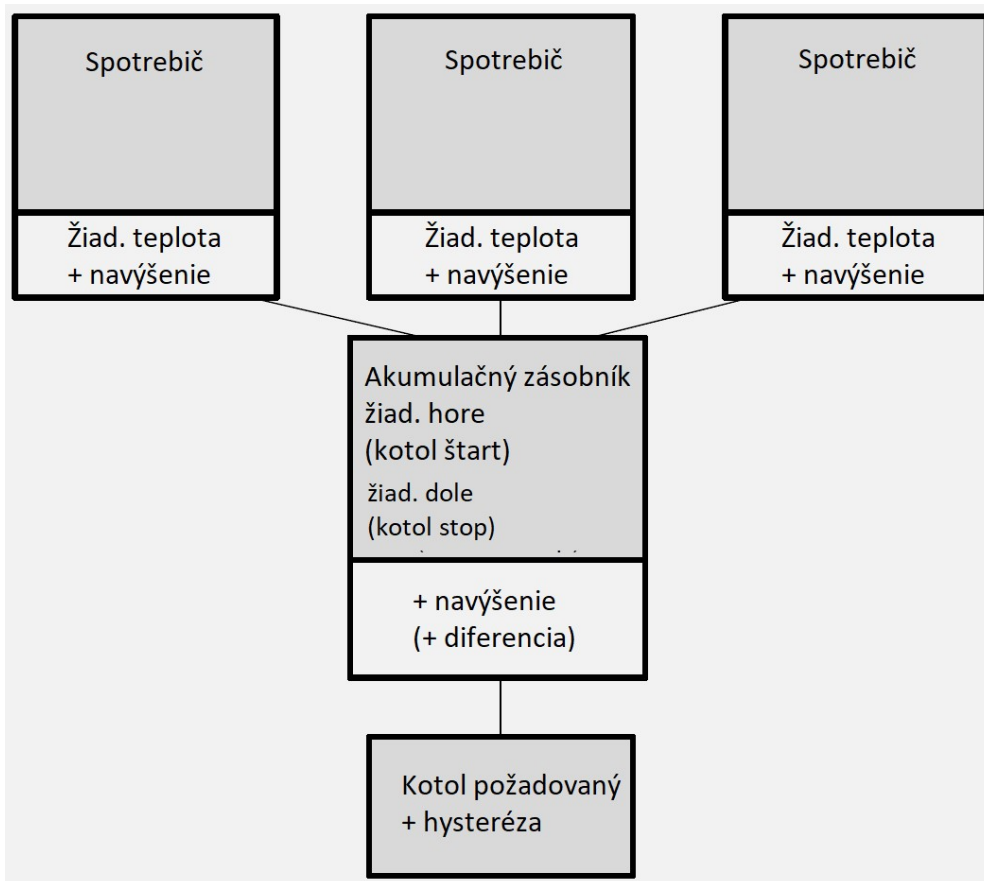 Spotrebič
Žiad. teplota
+ navýšenie
Spotrebič
Žiad. teplota
+ navýšenie
Spotrebič
Žiad. teplota
+ navýšenie
Akumulačný zásobník
žiad. hore
(kotol štart)
žiad. dole
(kotol stop)
+ navýšenie
(+ diferencia)
Kotol požadovaný
+ hysteréza